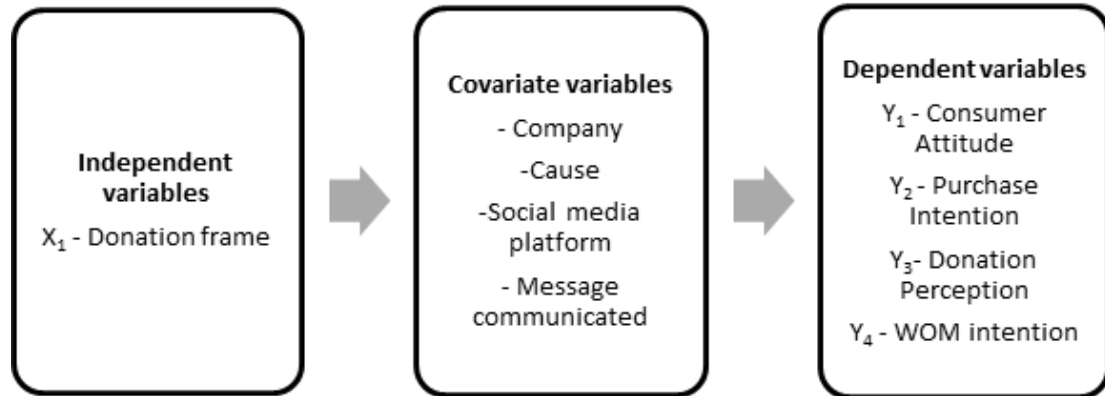 Independent
variables
X₁ - Donation frame
Covariate variables
- Company
-Cause
-Social media
platform
- Message
communicated
Dependent variables
Y₁ - Consumer
Attitude
Y₂ - Purchase
Intention
Y₃- Donation
Perception
Y₄ - WOM intention